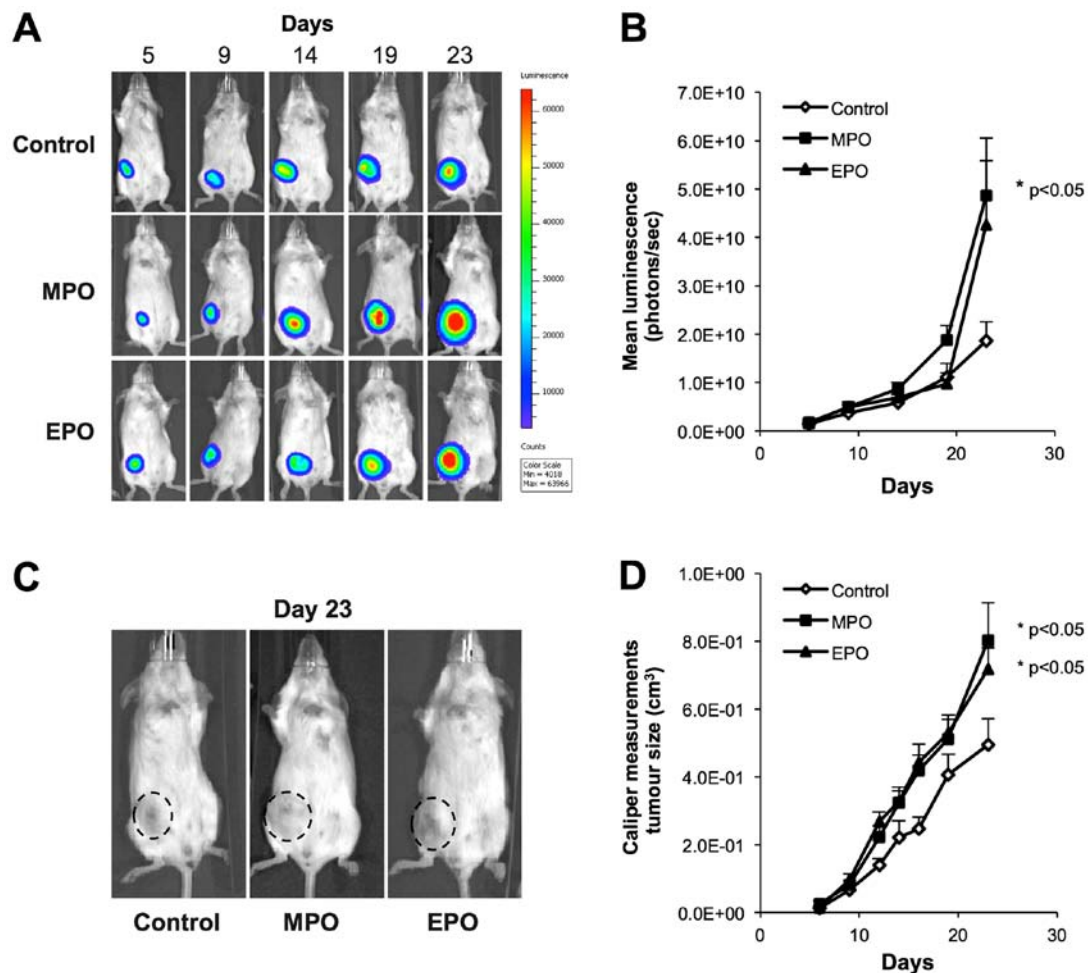 A
Days
5 9 14 19 23
Control
MPO
EPO
Luminescence
60000
50000
40000
30000
20000
10000
Counts
Color Scale
Min = 4018
Max = 63966
B
Mean luminescence
(photons/sec)
7.0E+10
6.0E+10
5.0E+10
4.0E+10
3.0E+10
2.0E+10
1.0E+10
0.0E+00
Control
MPO
EPO
* p<0.05
0 10 20 30
Days
C
Day 23
Control MPO EPO
D
Caliper measurements
tumour size (cm³)
1.0E+00
8.0E-01
6.0E-01
4.0E-01
2.0E-01
0.0E+00
Control
MPO
EPO
* p<0.05
* p<0.05
0 10 20 30
Days